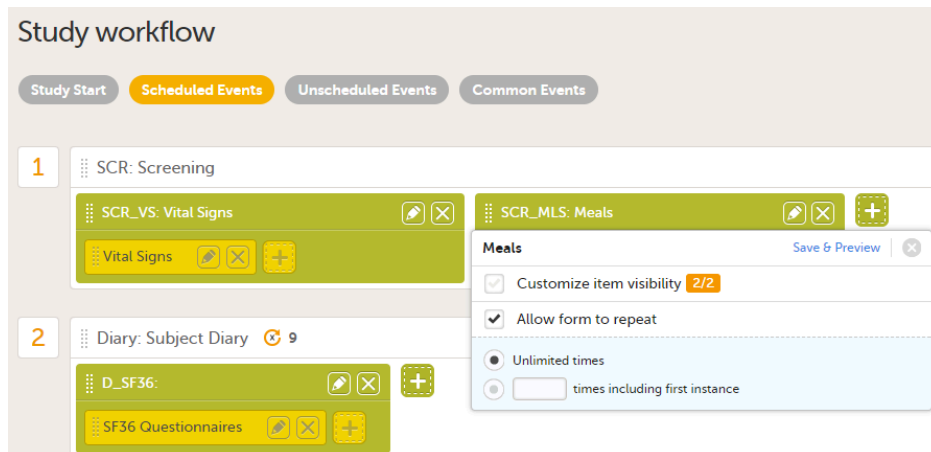 Study workflow
Study Start Scheduled Events Unscheduled Events Common Events
1 SCR: Screening
SCR_VS: Vital Signs SCR_MLS: Meals
Vital Signs
Meals Save & Preview
Customize item visibility 2/2
Allow form to repeat
2 Diary: Subject Diary x 9
Unlimited times
times including first instance
D_SF36:
SF36 Questionnaires